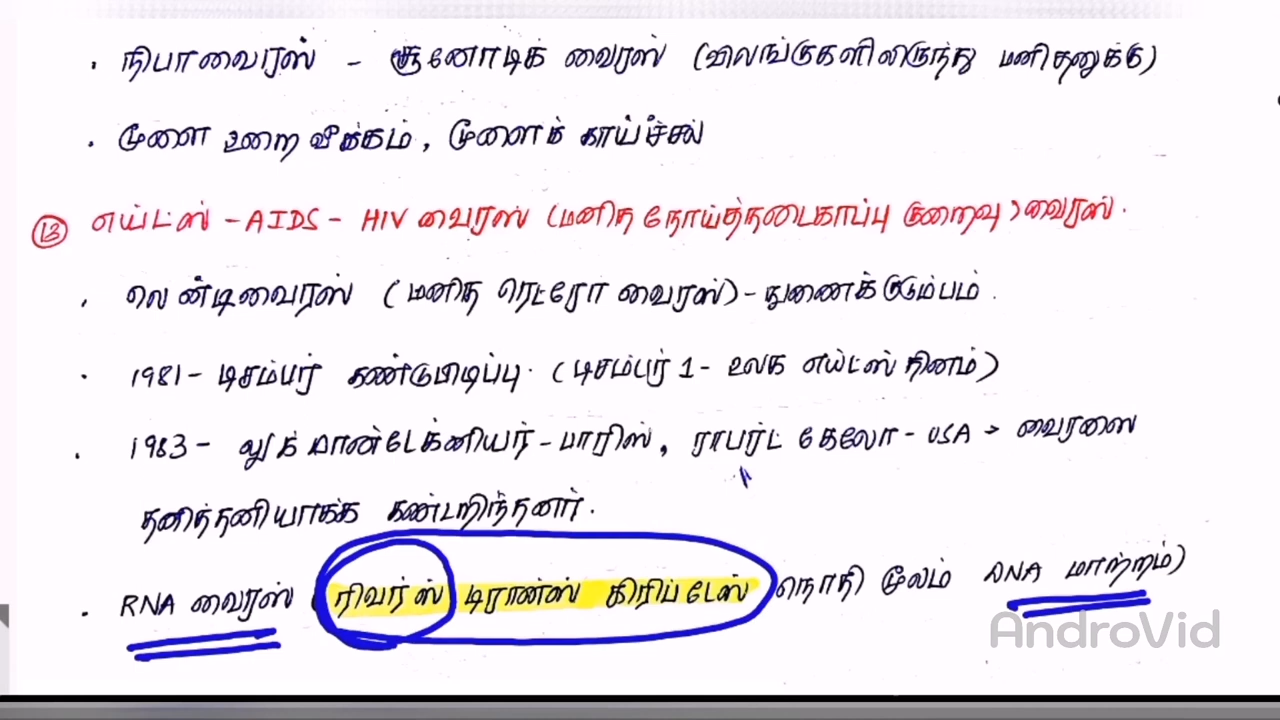 . நிபாவைரஸ் - சூனோடிக் வைரஸ் (விலங்குகளிலிருந்து மனிதனுக்கு)
. மூளை உறை வீக்கம், மூளைக் காய்ச்சல்
13 எய்ட்ஸ் - AIDS - HIV வைரஸ் (மனித நோய்த்தடைகாப்பு குறைவு) வைரஸ்.
. லென்டிவைரஸ் (மனித ரெட்ரோ வைரஸ்) - துணைக்குடும்பம்.
. 1981 - டிசம்பர் கண்டுபிடிப்பு. (டிசம்பர் 1 - உலக எய்ட்ஸ் தினம்)
. 1983 - லுக் மாண்டேக்னியர் - பாரிஸ், ராபர்ட் கேலோ - USA > வைரஸை
தனித்தனியாக்க கண்டறிந்தனர்.
. RNA வைரஸ் (ரிவர்ஸ் டிரான்ஸ் கிரிப்டேஸ் நொதி மூலம் DNA மாற்றம்)
AndroVid